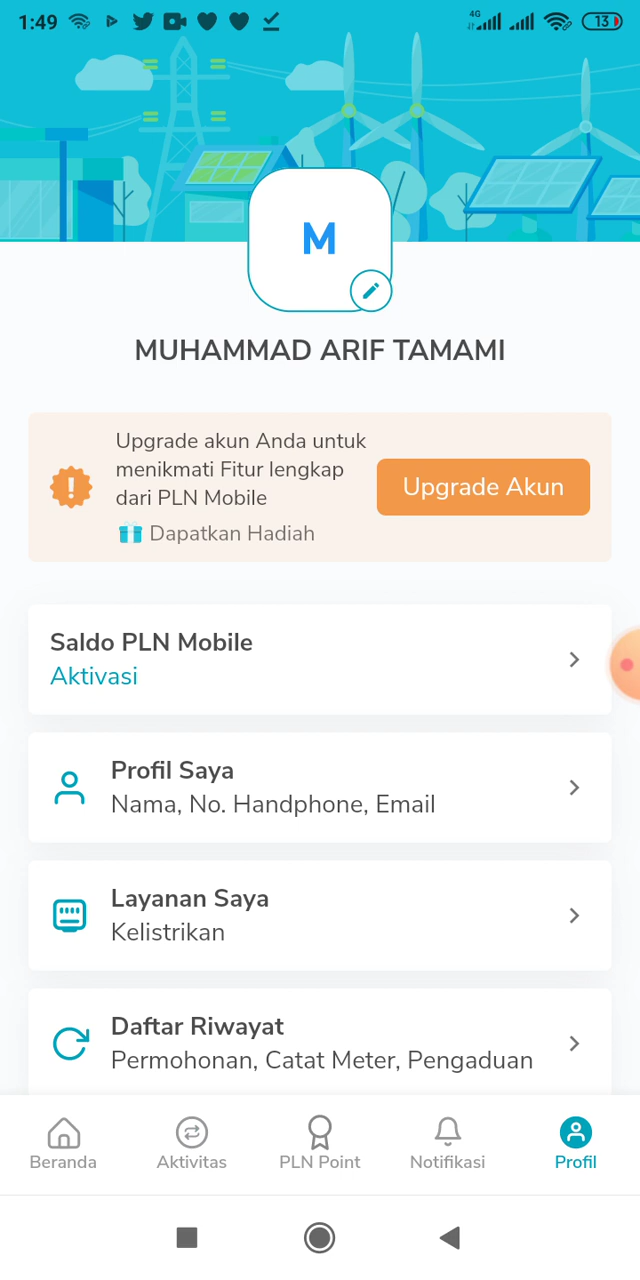 1:49
4G
13
M
MUHAMMAD ARIF TAMAMI
Upgrade akun Anda untuk
menikmati Fitur lengkap
dari PLN Mobile
Dapatkan Hadiah
Upgrade Akun
Saldo PLN Mobile
Aktivasi
Profil Saya
Nama, No. Handphone, Email
Layanan Saya
Kelistrikan
Daftar Riwayat
Permohonan, Catat Meter, Pengaduan
Beranda
Aktivitas
PLN Point
Notifikasi
Profil